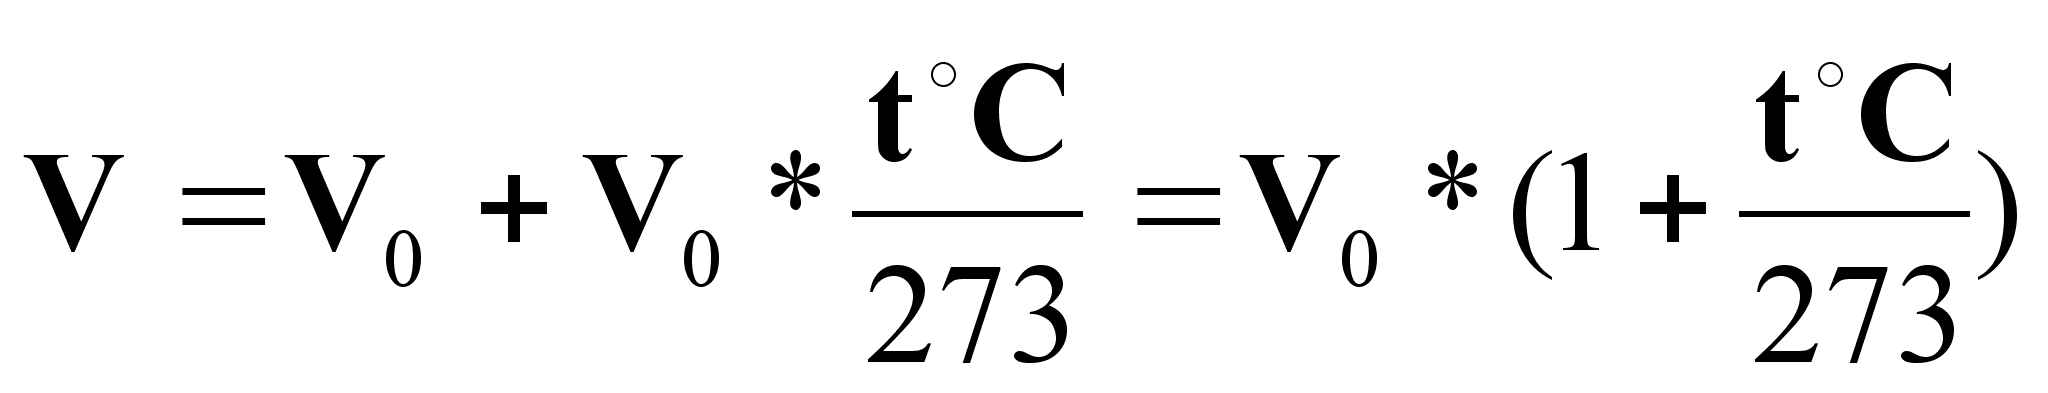 V = V₀ + V₀ * t°C/273 = V₀ * (1 + t°C/273)